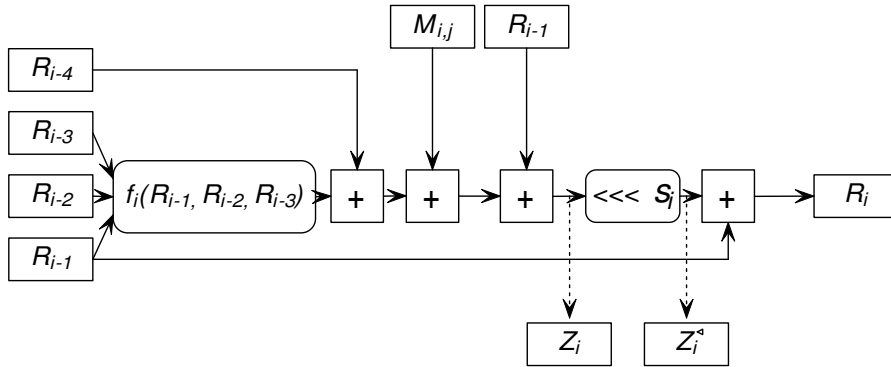 M_{i,j}
R_{i-1}
R_{i-4}
R_{i-3}
R_{i-2}
R_{i-1}
f_i(R_{i-1}, R_{i-2}, R_{i-3})
+
+
+
<<< S_i
+
R_i
Z_i
Z_i^⊲